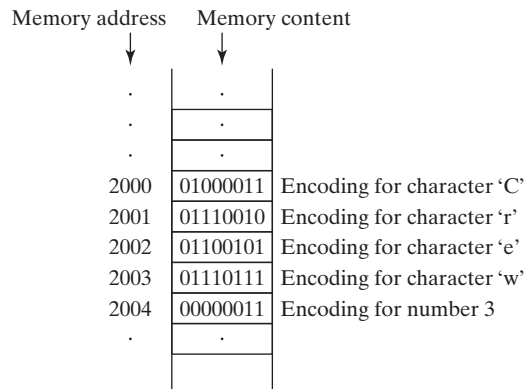 Memory address Memory content
. .
. .
. .
2000 01000011 Encoding for character ‘C’
2001 01110010 Encoding for character ‘r’
2002 01100101 Encoding for character ‘e’
2003 01110111 Encoding for character ‘w’
2004 00000011 Encoding for number 3
. .